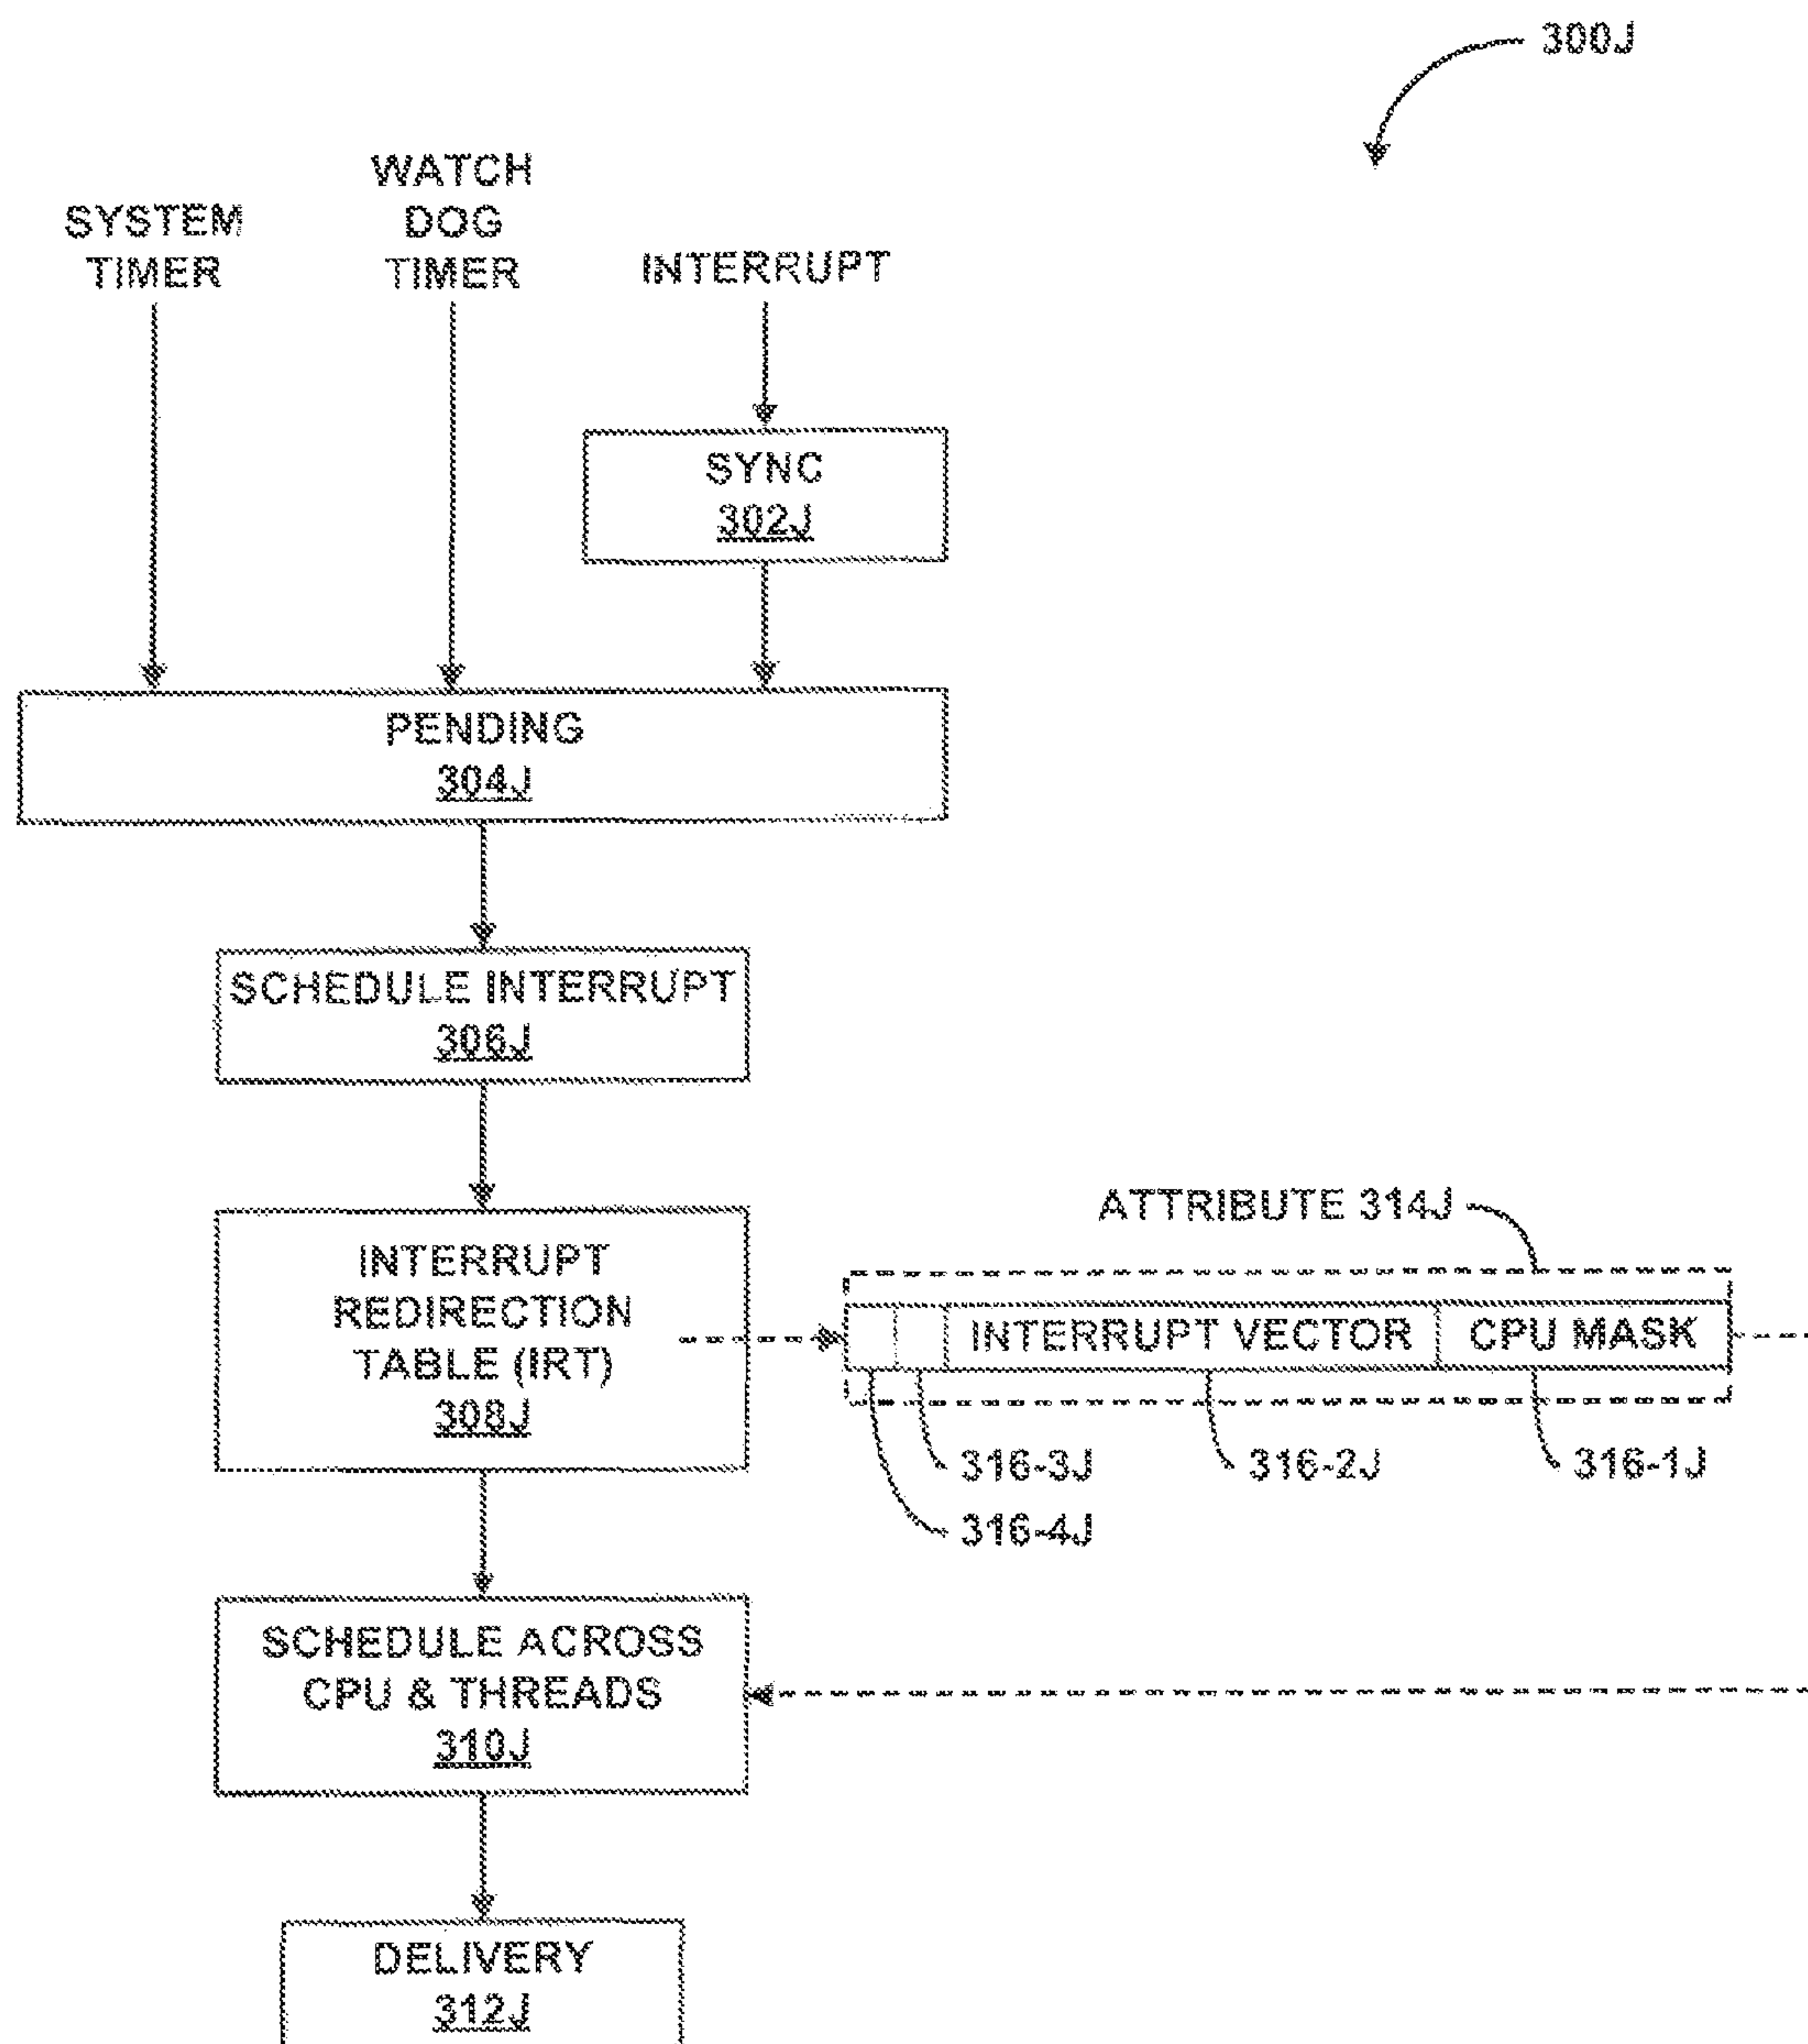 300J
SYSTEM
TIMER
WATCH
DOG
TIMER
INTERRUPT
SYNC
302J
PENDING
304J
SCHEDULE INTERRUPT
306J
INTERRUPT
REDIRECTION
TABLE (IRT)
308J
ATTRIBUTE 314J
INTERRUPT VECTOR
CPU MASK
316-3J
316-2J
316-1J
316-4J
SCHEDULE ACROSS
CPU & THREADS
310J
DELIVERY
312J